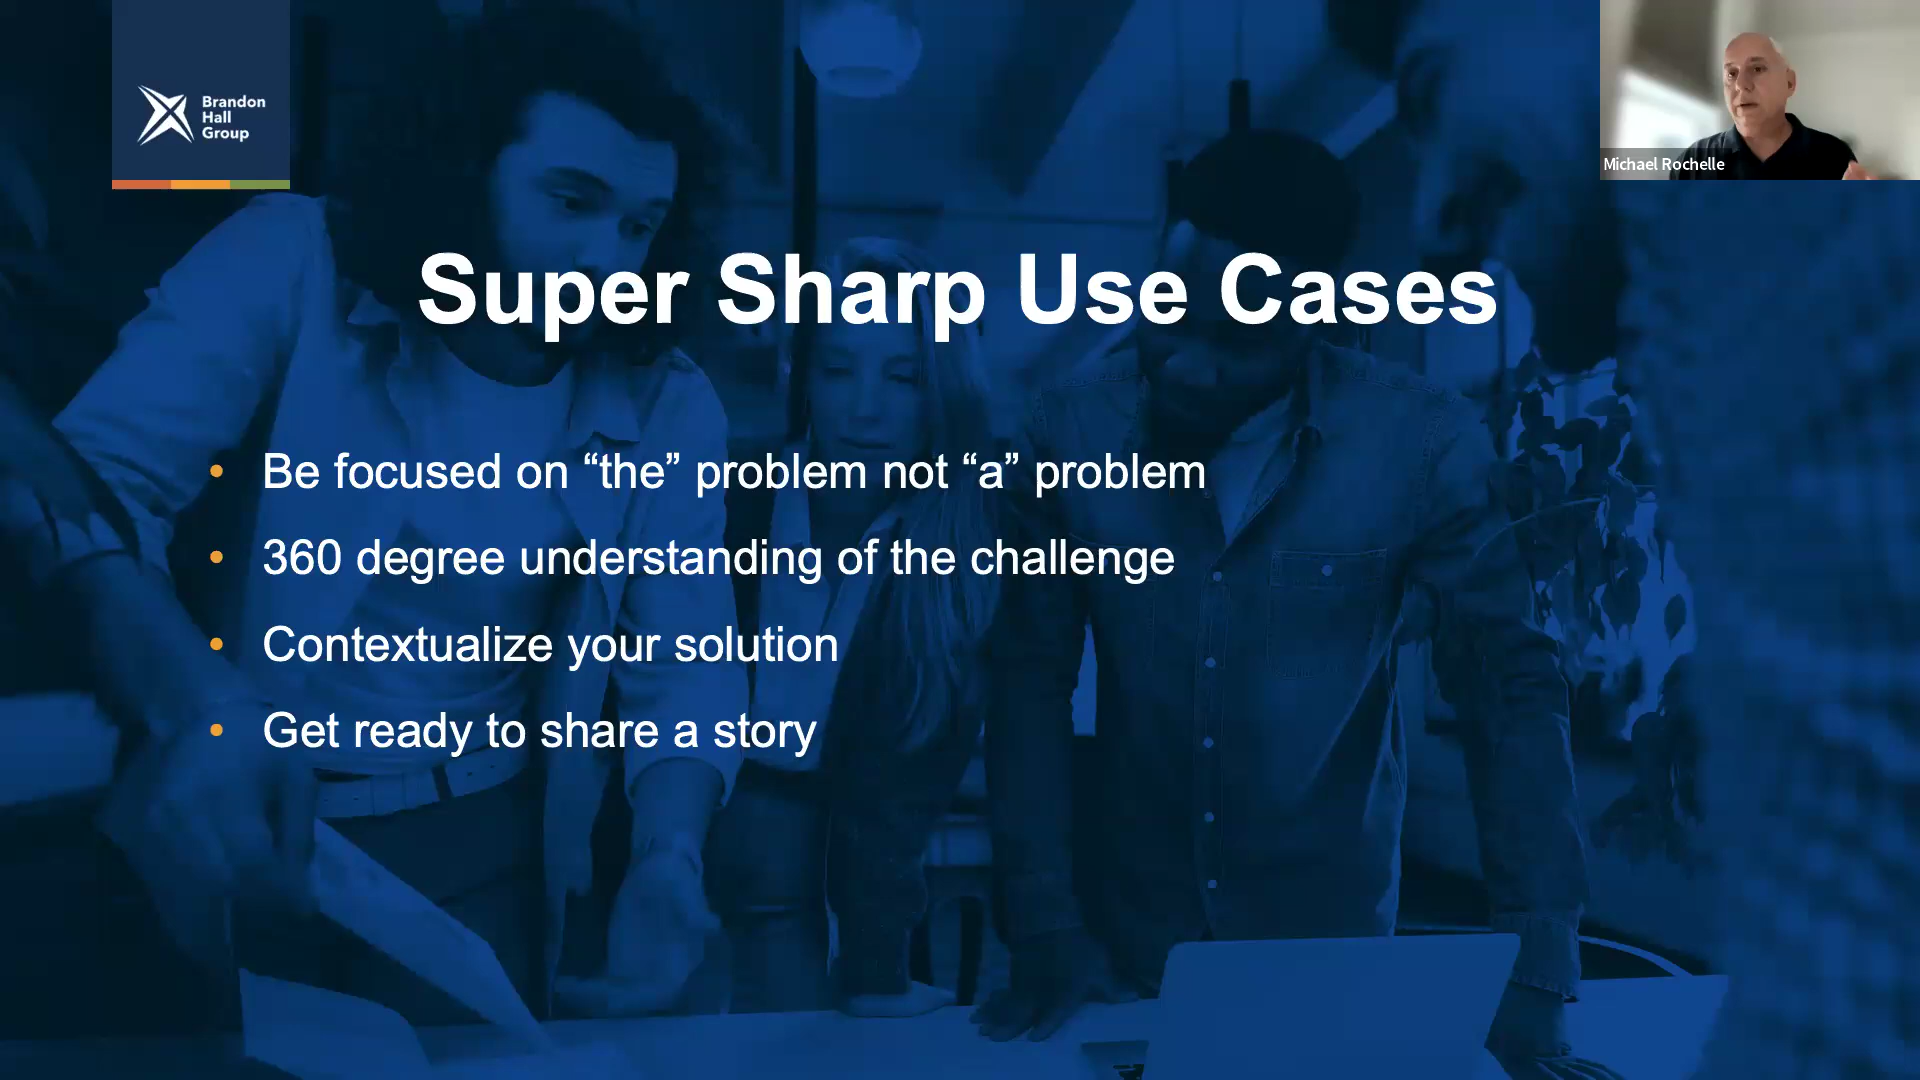 Brandon
Hall
Group
Michael Rochelle
Super Sharp Use Cases
• Be focused on “the” problem not “a” problem
• 360 degree understanding of the challenge
• Contextualize your solution
• Get ready to share a story